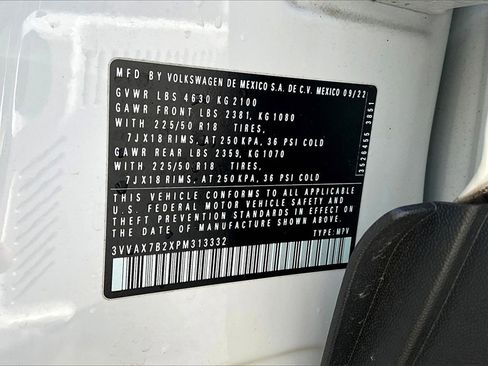 MFD BY VOLKSWAGEN DE MEXICO S.A. DE C.V. MEXICO 09/22
GVWR LBS 4630 KG2100
GAWR FRONT LBS 2381, KG1080
WITH 225/50 R18 TIRES,
7JX18 RIMS, AT 250 KPA, 36 PSI COLD
GAWR REAR LBS 2359, KG1070
WITH 225/50 R18 TIRES,
7JX18 RIMS, AT 250 KPA, 36 PSI COLD
THIS VEHICLE CONFORMS TO ALL APPLICABLE
U.S. FEDERAL MOTOR VEHICLE SAFETY AND
THEFT PREVENTION STANDARDS IN EFFECT ON
THE DATE OF MANUFACTURE SHOWN ABOVE.
3VVAX7B2XPM313332 TYPE: MPV
3526455 3851